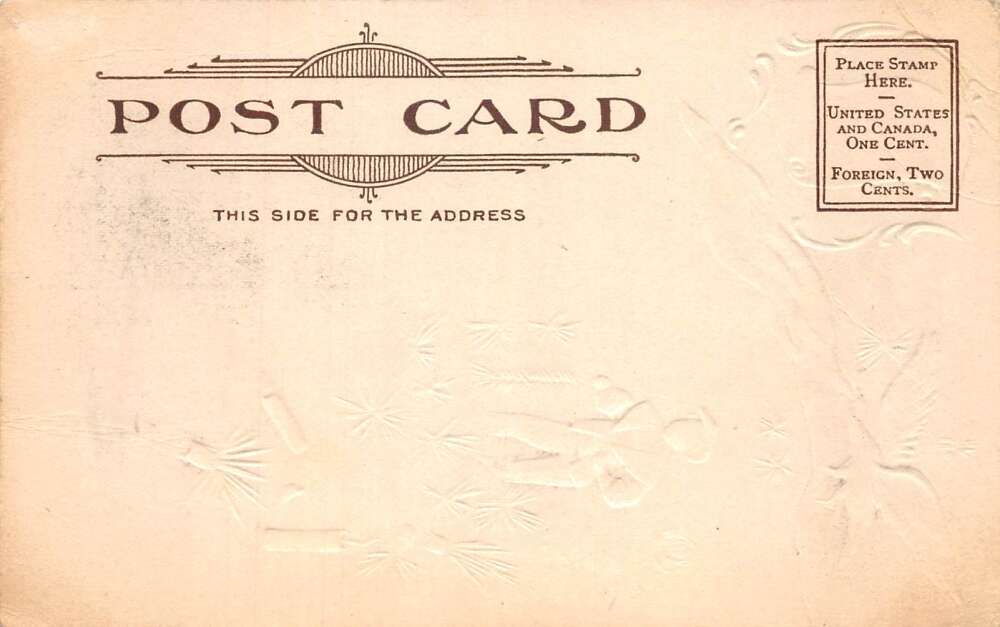 POST CARD
THIS SIDE FOR THE ADDRESS
PLACE STAMP
HERE.
UNITED STATES
AND CANADA,
ONE CENT.
FOREIGN, TWO
CENTS.